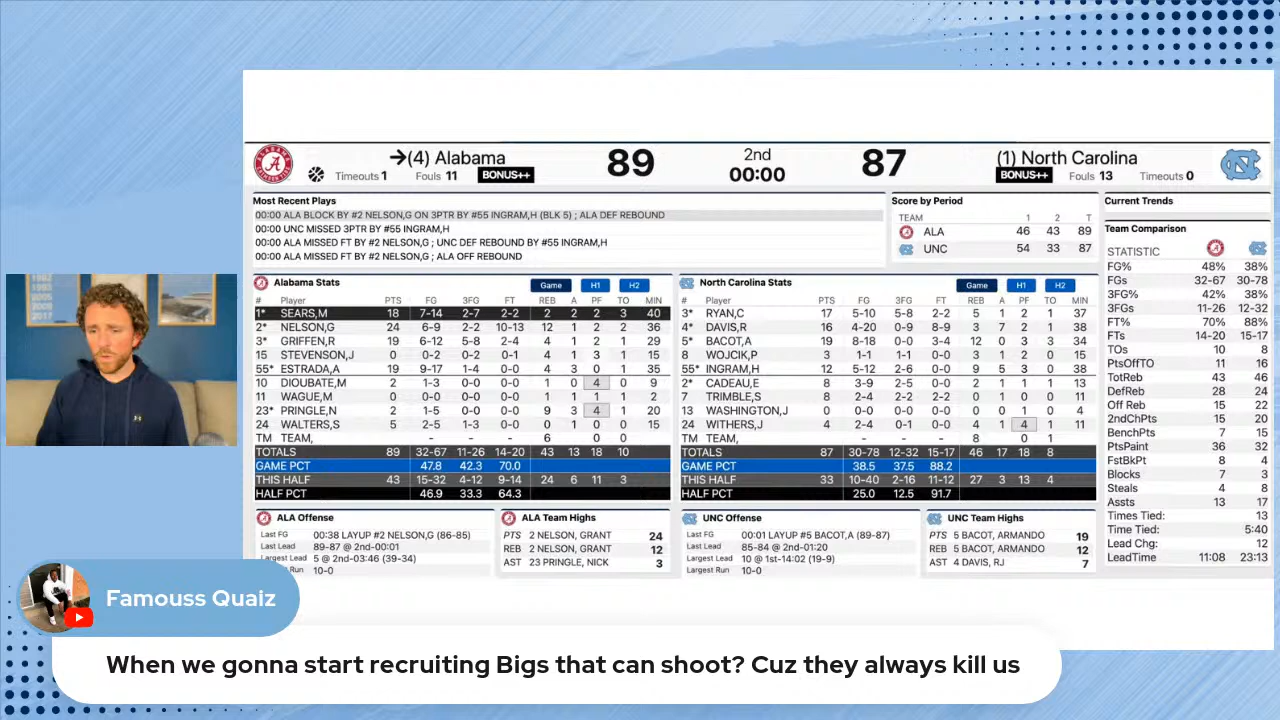 →(4) Alabama 89 2nd 87 (1) North Carolina
Timeouts 1 Fouls 11 BONUS++ 00:00 BONUS++ Fouls 13 Timeouts 0
Most Recent Plays
00:00 ALA BLOCK BY #2 NELSON,G ON 3PTR BY #55 INGRAM,H (BLK 5) ; ALA DEF REBOUND
00:00 UNC MISSED 3PTR BY #55 INGRAM,H
00:00 ALA MISSED FT BY #2 NELSON,G ; UNC DEF REBOUND BY #55 INGRAM,H
00:00 ALA MISSED FT BY #2 NELSON,G ; ALA OFF REBOUND
Score by Period
TEAM 1 2 T
ALA 46 43 89
UNC 54 33 87
Current Trends
Team Comparison
STATISTIC
FG% 48% 38%
FGs 32-67 30-78
3FG% 42% 38%
3FGs 11-26 12-32
FT% 70% 88%
FTs 14-20 15-17
TOs 10 8
PtsOffTO 11 16
TotReb 43 46
DefReb 28 24
Off Reb 15 22
2ndChPts 15 20
BenchPts 7 15
PtsPaint 36 32
FstBkPt 8 4
Blocks 7 3
Steals 4 8
Assts 13 17
Times Tied: 13
Time Tied: 5:40
Lead Chg: 12
LeadTime 11:08 23:13
Alabama Stats Game H1 H2
# Player PTS FG 3FG FT REB A PF TO MIN
1* SEARS,M 18 7-14 2-7 2-2 2 2 2 3 40
2* NELSON,G 24 6-9 2-2 10-13 12 1 2 2 36
3* GRIFFEN,R 19 6-12 5-8 2-4 4 1 2 1 29
15 STEVENSON,J 0 0-2 0-2 0-1 4 1 3 1 15
55* ESTRADA,A 19 9-17 1-4 0-0 4 3 0 1 35
10 DIOUBATE,M 2 1-3 0-0 0-0 1 0 4 0 9
11 WAGUE,M 0 0-0 0-0 0-0 1 1 1 1 2
23* PRINGLE,N 2 1-5 0-0 0-0 9 3 4 1 20
24 WALTERS,S 5 2-5 1-3 0-0 0 1 0 0 15
TM TEAM, - - - 6 0 0
TOTALS 89 32-67 11-26 14-20 43 13 18 10
GAME PCT 47.8 42.3 70.0
THIS HALF 43 15-32 4-12 9-14 24 6 11 3
HALF PCT 46.9 33.3 64.3
North Carolina Stats Game H1 H2
# Player PTS FG 3FG FT REB A PF TO MIN
3* RYAN,C 17 5-10 5-8 2-2 5 1 2 1 37
4* DAVIS,R 16 4-20 0-9 8-9 3 7 2 1 38
5* BACOT,A 19 8-18 0-0 3-4 12 0 3 3 34
8 WOJCIK,P 3 1-1 1-1 0-0 3 1 2 0 15
55* INGRAM,H 12 5-12 2-6 0-0 9 5 3 0 38
2* CADEAU,E 8 3-9 2-5 0-0 2 1 1 1 13
7 TRIMBLE,S 8 2-4 2-2 2-2 0 1 0 0 11
13 WASHINGTON,J 0 0-0 0-0 0-0 0 0 1 0 4
24 WITHERS,J 4 2-4 0-1 0-0 4 1 4 1 11
TM TEAM, - - - 8 0 1
TOTALS 87 30-78 12-32 15-17 46 17 18 8
GAME PCT 38.5 37.5 88.2
THIS HALF 33 10-40 2-16 11-12 27 3 13 4
HALF PCT 25.0 12.5 91.7
ALA Offense
Last FG 00:38 LAYUP #2 NELSON,G (86-85)
Last Lead 89-87 @ 2nd-00:01
Largest Lead 5 @ 2nd-03:46 (39-34)
Run 10-0
ALA Team Highs
PTS 2 NELSON, GRANT 24
REB 2 NELSON, GRANT 12
AST 23 PRINGLE, NICK 3
UNC Offense
Last FG 00:01 LAYUP #5 BACOT,A (89-87)
Last Lead 85-84 @ 2nd-01:20
Largest Lead 10 @ 1st-14:02 (19-9)
Largest Run 10-0
UNC Team Highs
PTS 5 BACOT, ARMANDO 19
REB 5 BACOT, ARMANDO 12
AST 4 DAVIS, RJ 7
Famouss Quaiz
When we gonna start recruiting Bigs that can shoot? Cuz they always kill us